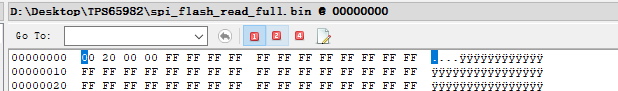 D:\Desktop\TPS65982\spi_flash_read_full.bin @ 00000000
Go To: 1 2 4
00000000 00 20 00 00 FF FF FF FF FF FF FF FF FF FF FF FF . ..ÿÿÿÿÿÿÿÿÿÿÿÿ
00000010 FF FF FF FF FF FF FF FF FF FF FF FF FF FF FF FF ÿÿÿÿÿÿÿÿÿÿÿÿÿÿÿÿ
00000020 FF FF FF FF FF FF FF FF FF FF FF FF FF FF FF FF ÿÿÿÿÿÿÿÿÿÿÿÿÿÿÿÿ